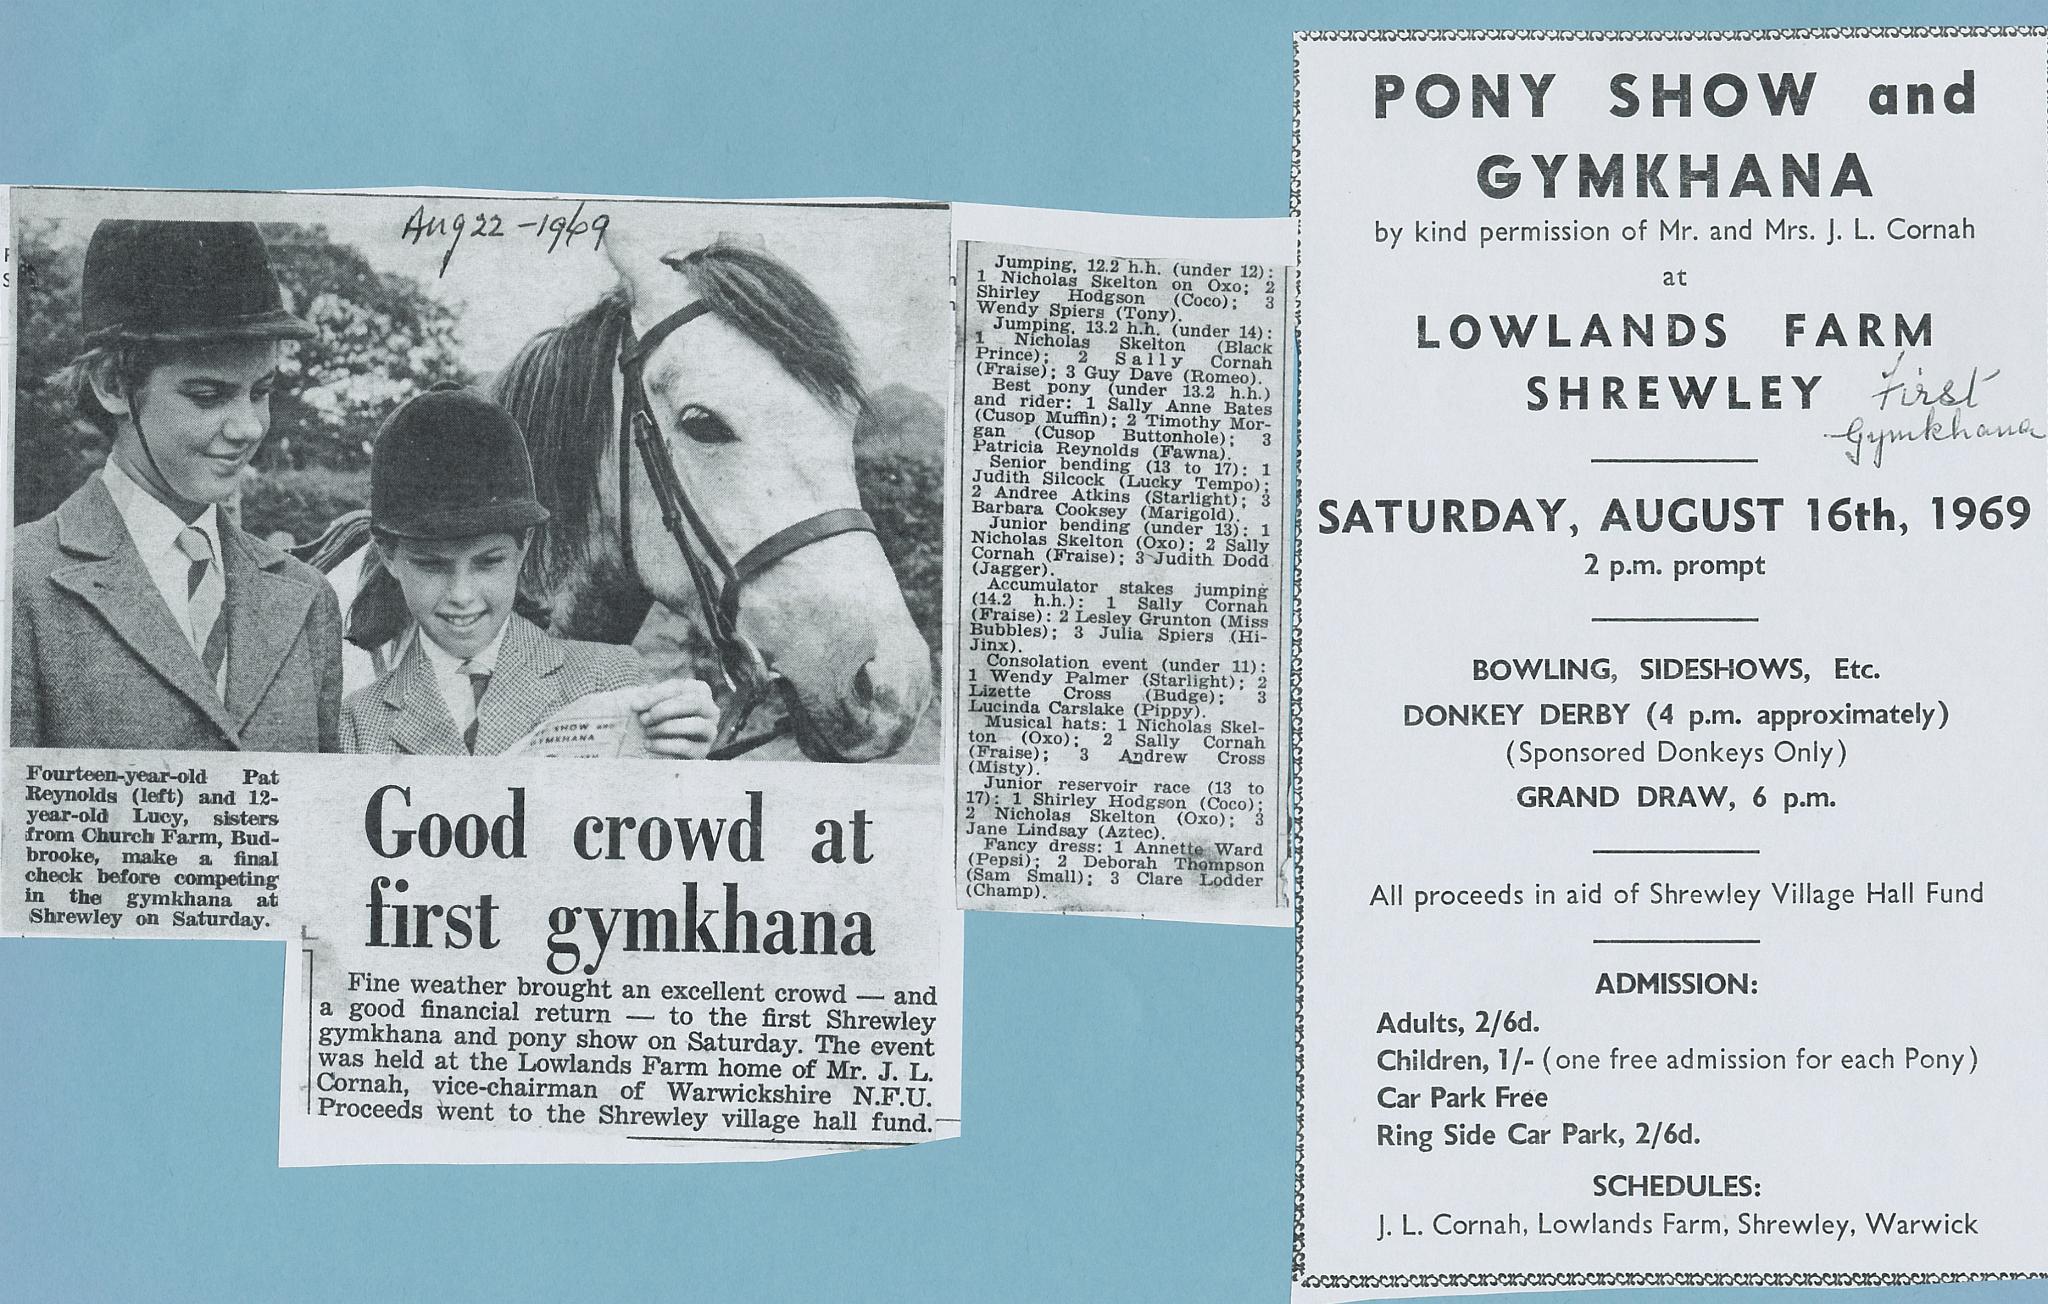 Aug 22 - 1969
SHOW AND
GYMKHANA
Fourteen-year-old Pat
Reynolds (left) and 12-
year-old Lucy, sisters
from Church Farm, Bud-
brooke, make a final
check before competing
in the gymkhana at
Shrewley on Saturday.
Good crowd at
first gymkhana
Fine weather brought an excellent crowd — and
a good financial return — to the first Shrewley
gymkhana and pony show on Saturday. The event
was held at the Lowlands Farm home of Mr. J. L.
Cornah, vice-chairman of Warwickshire N.F.U.
Proceeds went to the Shrewley village hall fund.
Jumping, 12.2 h.h. (under 12):
1 Nicholas Skelton on Oxo; 2
Shirley Hodgson (Coco); 3
Wendy Spiers (Tony).
Jumping, 13.2 h.h. (under 14):
1 Nicholas Skelton (Black
Prince); 2 Sally Cornah
(Fraise); 3 Guy Dave (Romeo).
Best pony (under 13.2 h.h.)
and rider: 1 Sally Anne Bates
(Cusop Muffin); 2 Timothy Mor-
gan (Cusop Buttonhole); 3
Patricia Reynolds (Fawna).
Senior bending (13 to 17): 1
Judith Silcock (Lucky Tempo);
2 Andree Atkins (Starlight); 3
Barbara Cooksey (Marigold).
Junior bending (under 13): 1
Nicholas Skelton (Oxo); 2 Sally
Cornah (Fraise); 3 Judith Dodd
(Jagger).
Accumulator stakes jumping
(14.2 h.h.): 1 Sally Cornah
(Fraise): 2 Lesley Grunton (Miss
Bubbles); 3 Julia Spiers (Hi-
Jinx).
Consolation event (under 11):
1 Wendy Palmer (Starlight); 2
Lizette Cross (Budge); 3
Lucinda Carslake (Pippy).
Musical hats: 1 Nicholas Skel-
ton (Oxo); 2 Sally Cornah
(Fraise); 3 Andrew Cross
(Misty).
Junior reservoir race (13 to
17): 1 Shirley Hodgson (Coco);
2 Nicholas Skelton (Oxo); 3
Jane Lindsay (Aztec).
Fancy dress: 1 Annette Ward
(Pepsi); 2 Deborah Thompson
(Sam Small); 3 Clare Lodder
(Champ).
PONY SHOW and
GYMKHANA
by kind permission of Mr. and Mrs. J. L. Cornah
at
LOWLANDS FARM
SHREWLEY
First
Gymkhana
SATURDAY, AUGUST 16th, 1969
2 p.m. prompt
BOWLING, SIDESHOWS, Etc.
DONKEY DERBY (4 p.m. approximately)
(Sponsored Donkeys Only)
GRAND DRAW, 6 p.m.
All proceeds in aid of Shrewley Village Hall Fund
ADMISSION:
Adults, 2/6d.
Children, 1/- (one free admission for each Pony)
Car Park Free
Ring Side Car Park, 2/6d.
SCHEDULES:
J. L. Cornah, Lowlands Farm, Shrewley, Warwick